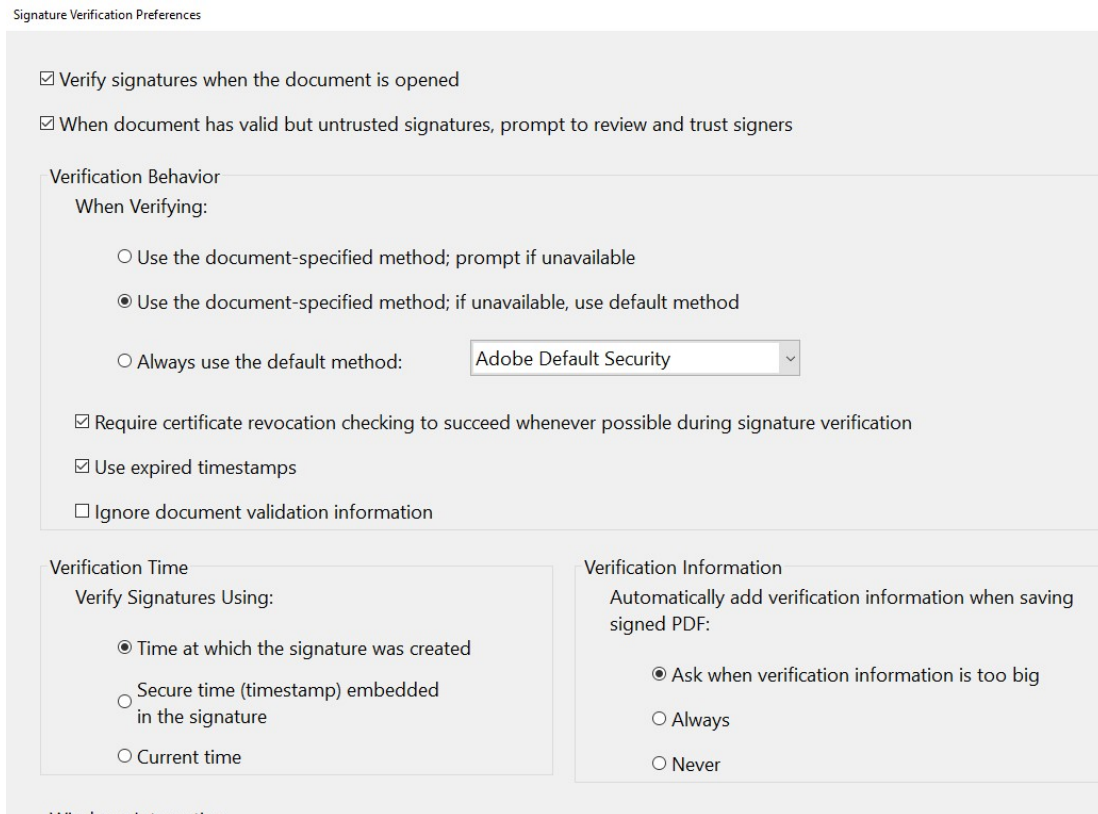 Signature Verification Preferences
Verify signatures when the document is opened
When document has valid but untrusted signatures, prompt to review and trust signers
Verification Behavior
When Verifying:
Use the document-specified method; prompt if unavailable
Use the document-specified method; if unavailable, use default method
Always use the default method: Adobe Default Security
Require certificate revocation checking to succeed whenever possible during signature verification
Use expired timestamps
Ignore document validation information
Verification Time
Verify Signatures Using:
Time at which the signature was created
Secure time (timestamp) embedded
in the signature
Current time
Verification Information
Automatically add verification information when saving
signed PDF:
Ask when verification information is too big
Always
Never